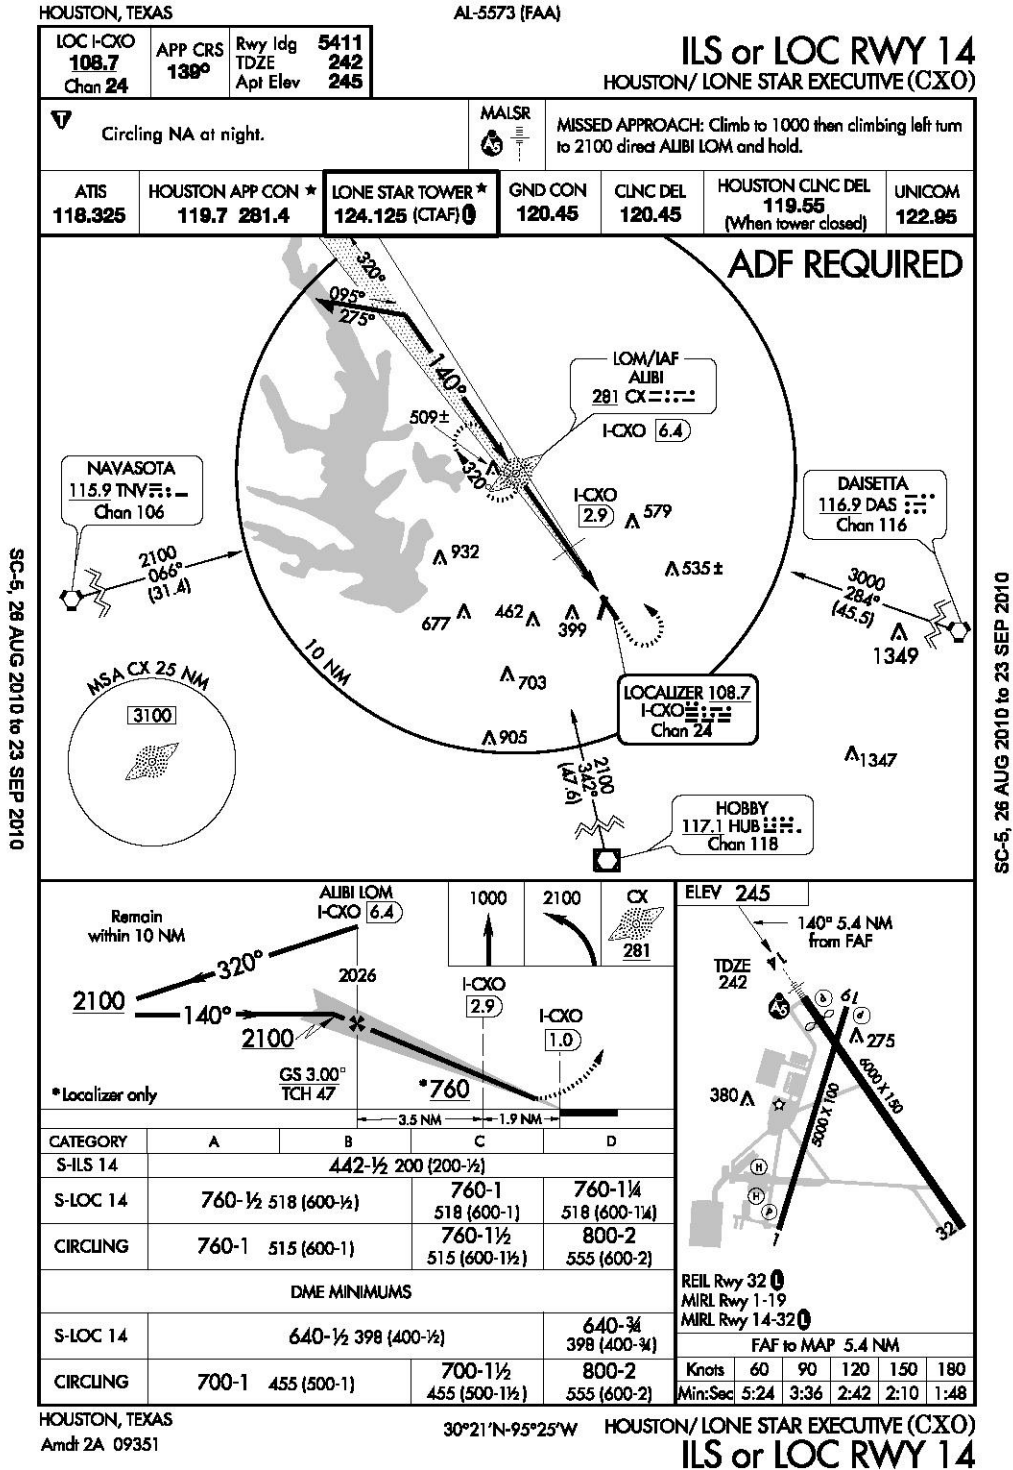 HOUSTON, TEXAS
AL-5573 (FAA)
LOC I-CXO
108.7
Chan 24
APP CRS
139°
Rwy ldg 5411
TDZE 242
Apt Elev 245
ILS or LOC RWY 14
HOUSTON/ LONE STAR EXECUTIVE (CXO)
T
Circling NA at night.
MALSR
A5
MISSED APPROACH: Climb to 1000 then climbing left turn
to 2100 direct ALIBI LOM and hold.
ATIS
118.325
HOUSTON APP CON ★
119.7 281.4
LONE STAR TOWER ★
124.125 (CTAF) L
GND CON
120.45
CLNC DEL
120.45
HOUSTON CLNC DEL
119.55
(When tower closed)
UNICOM
122.95
ADF REQUIRED
320°
095°
275°
140°
LOM/IAF
ALIBI
281 CX
I-CXO 6.4
509±
320°
NAVASOTA
115.9 TNV
Chan 106
I-CXO
2.9
579
DAISETTA
116.9 DAS
Chan 116
2100
066°
(31.4)
932
535±
3000
284°
(45.5)
677
462
399
1349
10 NM
703
MSA CX 25 NM
3100
LOCALIZER 108.7
I-CXO
Chan 24
905
1347
2100
342°
(47.6)
HOBBY
117.1 HUB
Chan 118
SC-5, 26 AUG 2010 to 23 SEP 2010
SC-5, 26 AUG 2010 to 23 SEP 2010
Remain
within 10 NM
ALIBI LOM
I-CXO 6.4
1000
2100
CX
281
320°
2026
2100
140°
2100
I-CXO
2.9
I-CXO
1.0
GS 3.00°
TCH 47
*760
*Localizer only
3.5 NM
1.9 NM
ELEV 245
140° 5.4 NM
from FAF
TDZE
242
A5
19
P
P
275
380
6000 X 150
5000 X 100
H
H
P
1
32
REIL Rwy 32 L
MIRL Rwy 1-19
MIRL Rwy 14-32 L
FAF to MAP 5.4 NM
Knots 60 90 120 150 180
Min:Sec 5:24 3:36 2:42 2:10 1:48
CATEGORY A B C D
S-ILS 14 442-½ 200 (200-½)
S-LOC 14 760-½ 518 (600-½)
760-1
518 (600-1)
760-1¼
518 (600-1¼)
CIRCLING 760-1 515 (600-1)
760-1½
515 (600-1½)
800-2
555 (600-2)
DME MINIMUMS
S-LOC 14 640-½ 398 (400-½)
640-¾
398 (400-¾)
CIRCLING 700-1 455 (500-1)
700-1½
455 (500-1½)
800-2
555 (600-2)
HOUSTON, TEXAS
Amdt 2A 09351
30°21'N-95°25'W
HOUSTON/ LONE STAR EXECUTIVE (CXO)
ILS or LOC RWY 14